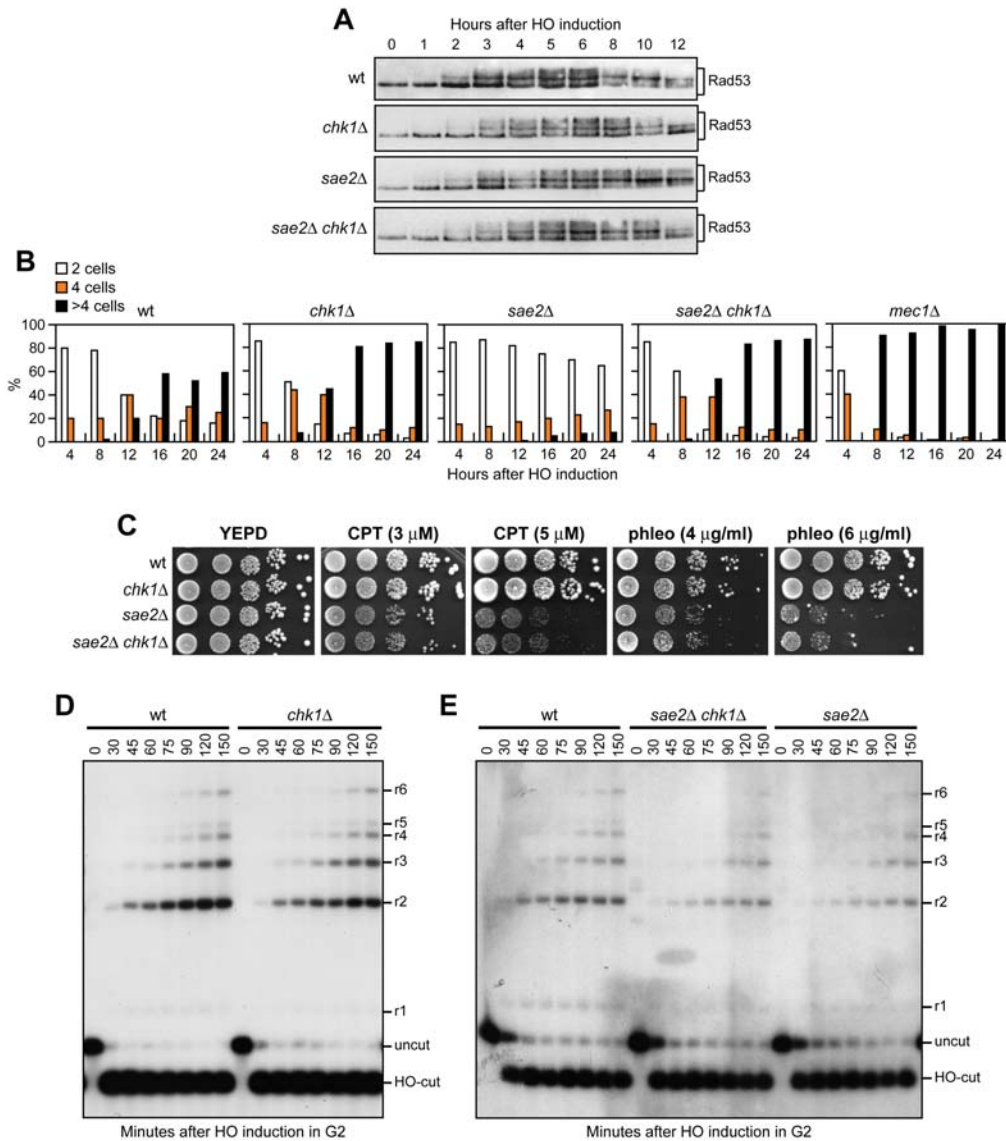 A
Hours after HO induction
0 1 2 3 4 5 6 8 10 12
wt
Rad53
chk1Δ
Rad53
sae2Δ
Rad53
sae2Δ chk1Δ
Rad53
B
2 cells
4 cells
>4 cells
wt
chk1Δ
sae2Δ
sae2Δ chk1Δ
mec1Δ
%
100
80
60
40
20
0
4 8 12 16 20 24
4 8 12 16 20 24
4 8 12 16 20 24
4 8 12 16 20 24
4 8 12 16 20 24
Hours after HO induction
C
YEPD
CPT (3 μM)
CPT (5 μM)
phleo (4 μg/ml)
phleo (6 μg/ml)
wt
chk1Δ
sae2Δ
sae2Δ chk1Δ
D
wt
chk1Δ
0 30 45 60 75 90 120 150
0 30 45 60 75 90 120 150
r6
r5
r4
r3
r2
r1
uncut
HO-cut
Minutes after HO induction in G2
E
wt
sae2Δ chk1Δ
sae2Δ
0 30 45 60 75 90 120 150
0 30 45 60 75 90 120 150
0 30 45 60 75 90 120 150
r6
r5
r4
r3
r2
r1
uncut
HO-cut
Minutes after HO induction in G2